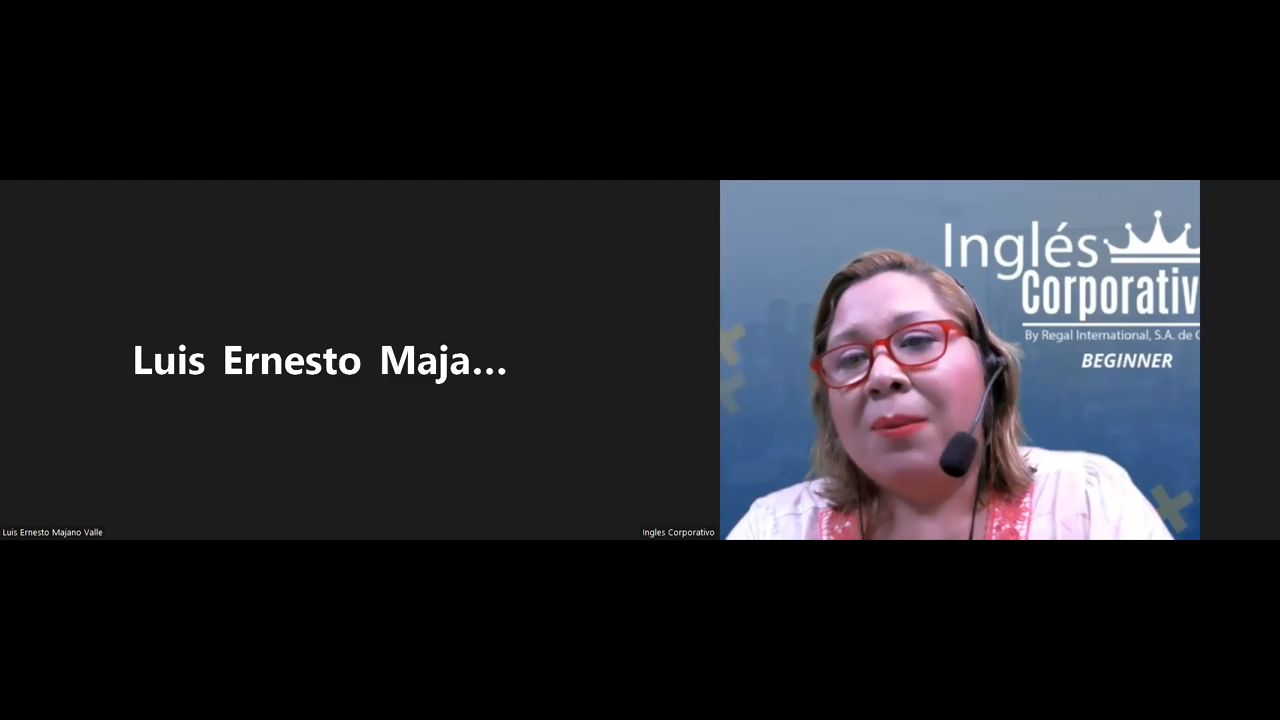 Luis Ernesto Maja...
Luis Ernesto Majano Valle
Ingles Corporativo
Inglés
Corporativ
By Regal International, S.A. de C
BEGINNER